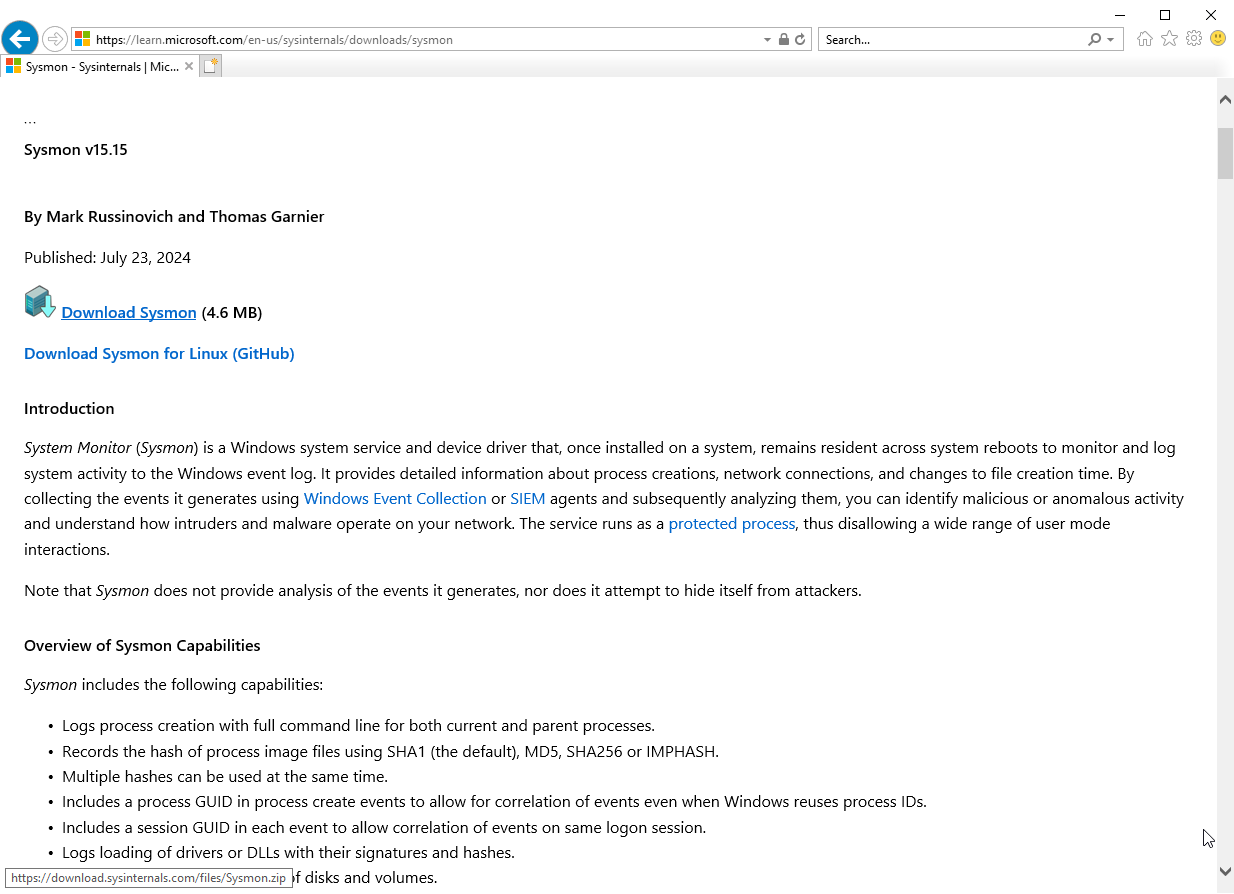 https://learn.microsoft.com/en-us/sysinternals/downloads/sysmon
Search...
Sysmon - Sysinternals | Mic...
...
Sysmon v15.15
By Mark Russinovich and Thomas Garnier
Published: July 23, 2024
Download Sysmon (4.6 MB)
Download Sysmon for Linux (GitHub)
Introduction
System Monitor (Sysmon) is a Windows system service and device driver that, once installed on a system, remains resident across system reboots to monitor and log
system activity to the Windows event log. It provides detailed information about process creations, network connections, and changes to file creation time. By
collecting the events it generates using Windows Event Collection or SIEM agents and subsequently analyzing them, you can identify malicious or anomalous activity
and understand how intruders and malware operate on your network. The service runs as a protected process, thus disallowing a wide range of user mode
interactions.
Note that Sysmon does not provide analysis of the events it generates, nor does it attempt to hide itself from attackers.
Overview of Sysmon Capabilities
Sysmon includes the following capabilities:
• Logs process creation with full command line for both current and parent processes.
• Records the hash of process image files using SHA1 (the default), MD5, SHA256 or IMPHASH.
• Multiple hashes can be used at the same time.
• Includes a process GUID in process create events to allow for correlation of events even when Windows reuses process IDs.
• Includes a session GUID in each event to allow correlation of events on same logon session.
• Logs loading of drivers or DLLs with their signatures and hashes.
https://download.sysinternals.com/files/Sysmon.zip
of disks and volumes.